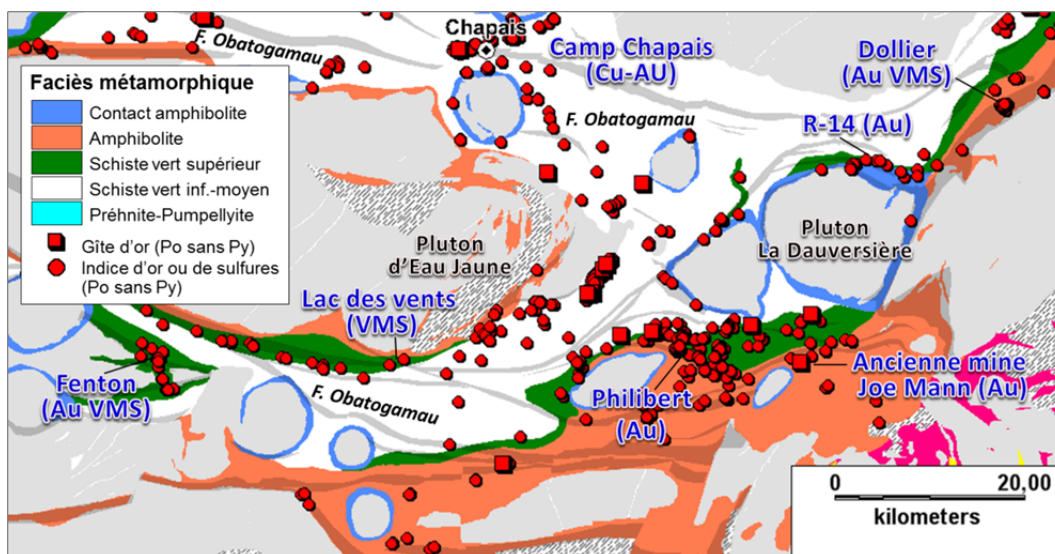 Chapais
F. Obatogamau
Camp Chapais
(Cu-AU)
Dollier
(Au VMS)
Faciès métamorphique
Contact amphibolite
Amphibolite
Schiste vert supérieur
Schiste vert inf.-moyen
Préhnite-Pumpellyite
Gîte d'or (Po sans Py)
Indice d'or ou de sulfures
(Po sans Py)
F. Obatogamau
R-14 (Au)
Pluton
d'Eau Jaune
Pluton
La Dauversière
Lac des vents
(VMS)
Fenton
(Au VMS)
F. Obatogamau
Philibert
(Au)
Ancienne mine
Joe Mann (Au)
0 20,00
kilometers